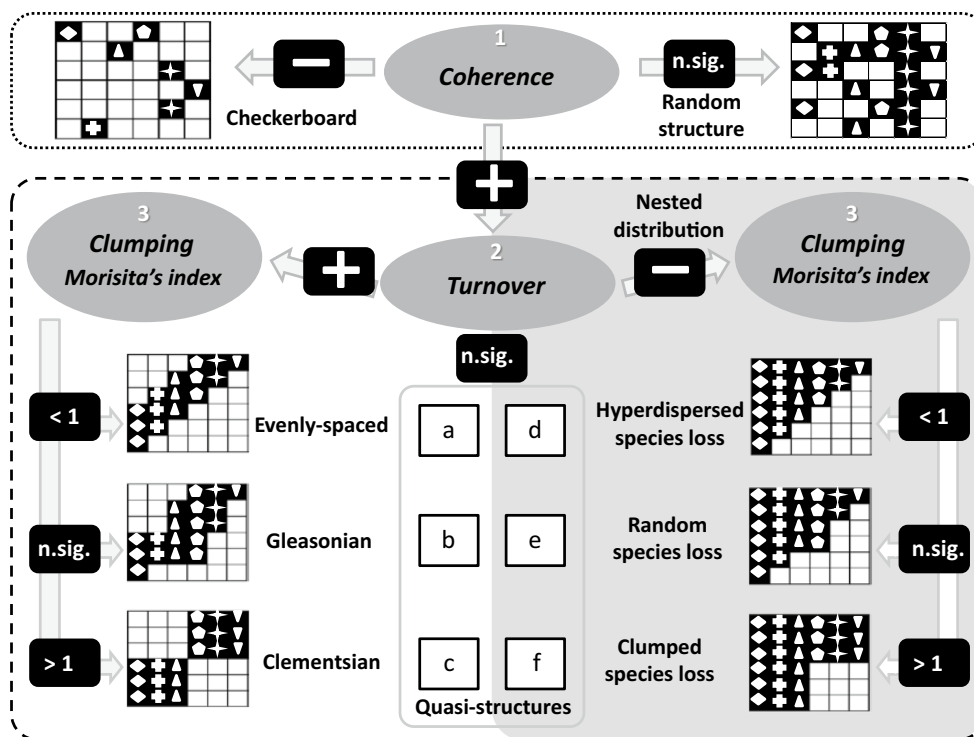 1
Coherence
n.sig.
Checkerboard
Random
structure
3
Clumping
Morisita's index
2
Turnover
Nested
distribution
3
Clumping
Morisita's index
n.sig.
< 1
Evenly-spaced
a
d
Hyperdispersed
species loss
< 1
n.sig.
Gleasonian
b
e
Random
species loss
n.sig.
> 1
Clementsian
c
f
Clumped
species loss
> 1
Quasi-structures